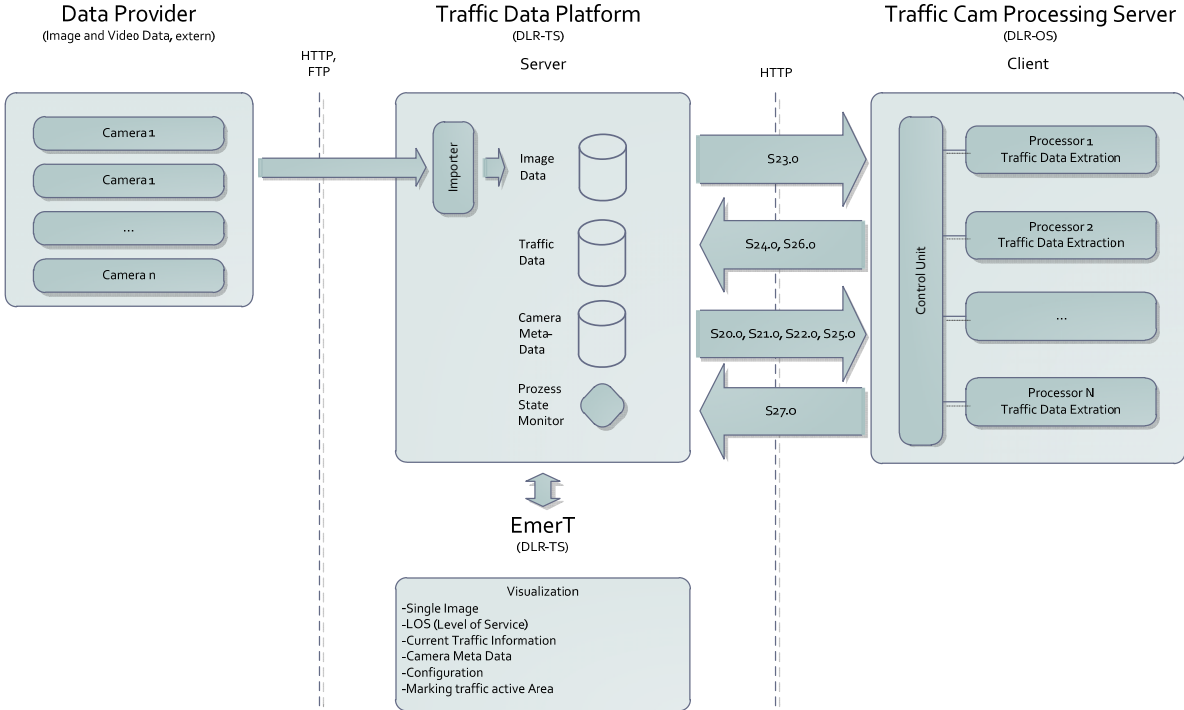 Data Provider
(Image and Video Data, extern)
Camera 1
Camera 1
...
Camera n
HTTP,
FTP
Traffic Data Platform
(DLR-TS)
Server
Importer
Image
Data
Traffic
Data
Camera
Meta-
Data
Prozess
State
Monitor
HTTP
S23.0
S24.0, S26.0
S20.0, S21.0, S22.0, S25.0
S27.0
Traffic Cam Processing Server
(DLR-OS)
Client
Control Unit
Processor 1
Traffic Data Extration
Processor 2
Traffic Data Extraction
...
Processor N
Traffic Data Extration
EmerT
(DLR-TS)
Visualization
-Single Image
-LOS (Level of Service)
-Current Traffic Information
-Camera Meta Data
-Configuration
-Marking traffic active Area